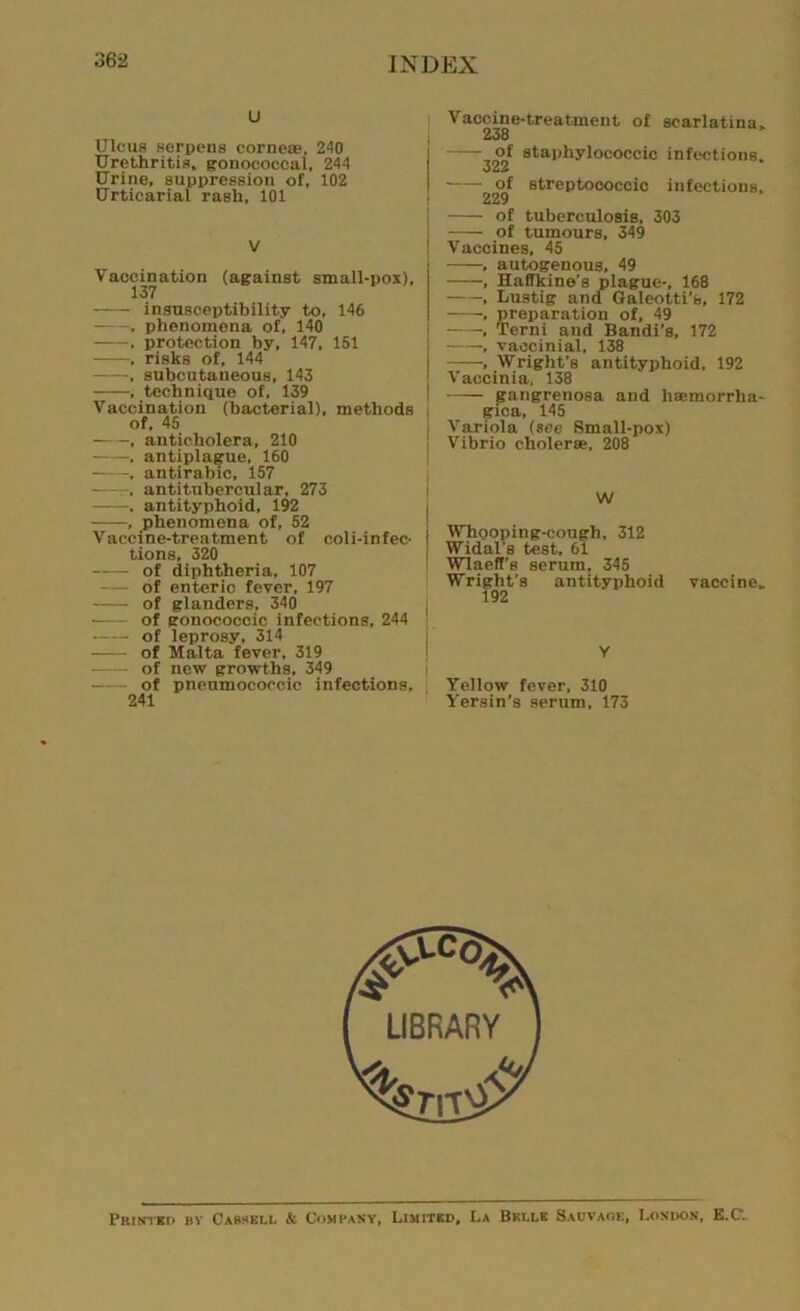 362
INDEX
U
Ulcus serpens corneæ, 240
Urethritis, gonococcal, 244
Urine, suppression of, 102
Urticarial rash, 101
V
Vaccination (against small-pox),
137
—— insusceptibility to, 146
——, phenomena of, 140
——, protection by, 147, 151
——, risks of, 144
——, subcutaneous, 143
——, technique of, 139
Vaccination (bacterial), methods
of, 45
——, anticholera, 210
——, antiplague, 160
——, antirabic, 157
——, antitubercular, 273
——, antityphoid, 192
——, phenomena of, 52
Vaccine-treatment of coli-infec-
tions, 320
—— of diphtheria, 107
—— of enteric fever, 197
—— of glanders, 340
—— of gonococcic infections, 244
—— of leprosy, 314
—— of Malta fever, 319
—— of new growths, 349
—— of pneumococcic infections,
241
Vaccine-treatment of scarlatina,
238
—— of staphylococcic infections,
322
—— of streptococcic infections,
229
—— of tuberculosis, 303
—— of tumours, 349
Vaccines, 45
——, autogenous, 49
——, Haffkine's plague-, 168
——, Lustig and Galeotti's, 172
——, preparation of, 49
——, Terni and Bandi's, 172
——, vaccinial, 138
——, Wright's antityphoid, 192
Vaccinia, 138
—— gangrenosa and hæmorrha-
gica, 145
Variola (see Small-pox)
Vibrio choleræ, 208
W
Whooping-cough, 312
Widal's test, 61
Wlaeff's serum, 345
Wright's antityphoid vaccine,
192
Y
Yellow fever, 310
Yersin's serum, 173
WELLCOME
LIBRARY
INSTITUTE
Printed by Cassell & Company, Limited, La Belle Sauvage, London, E.C.